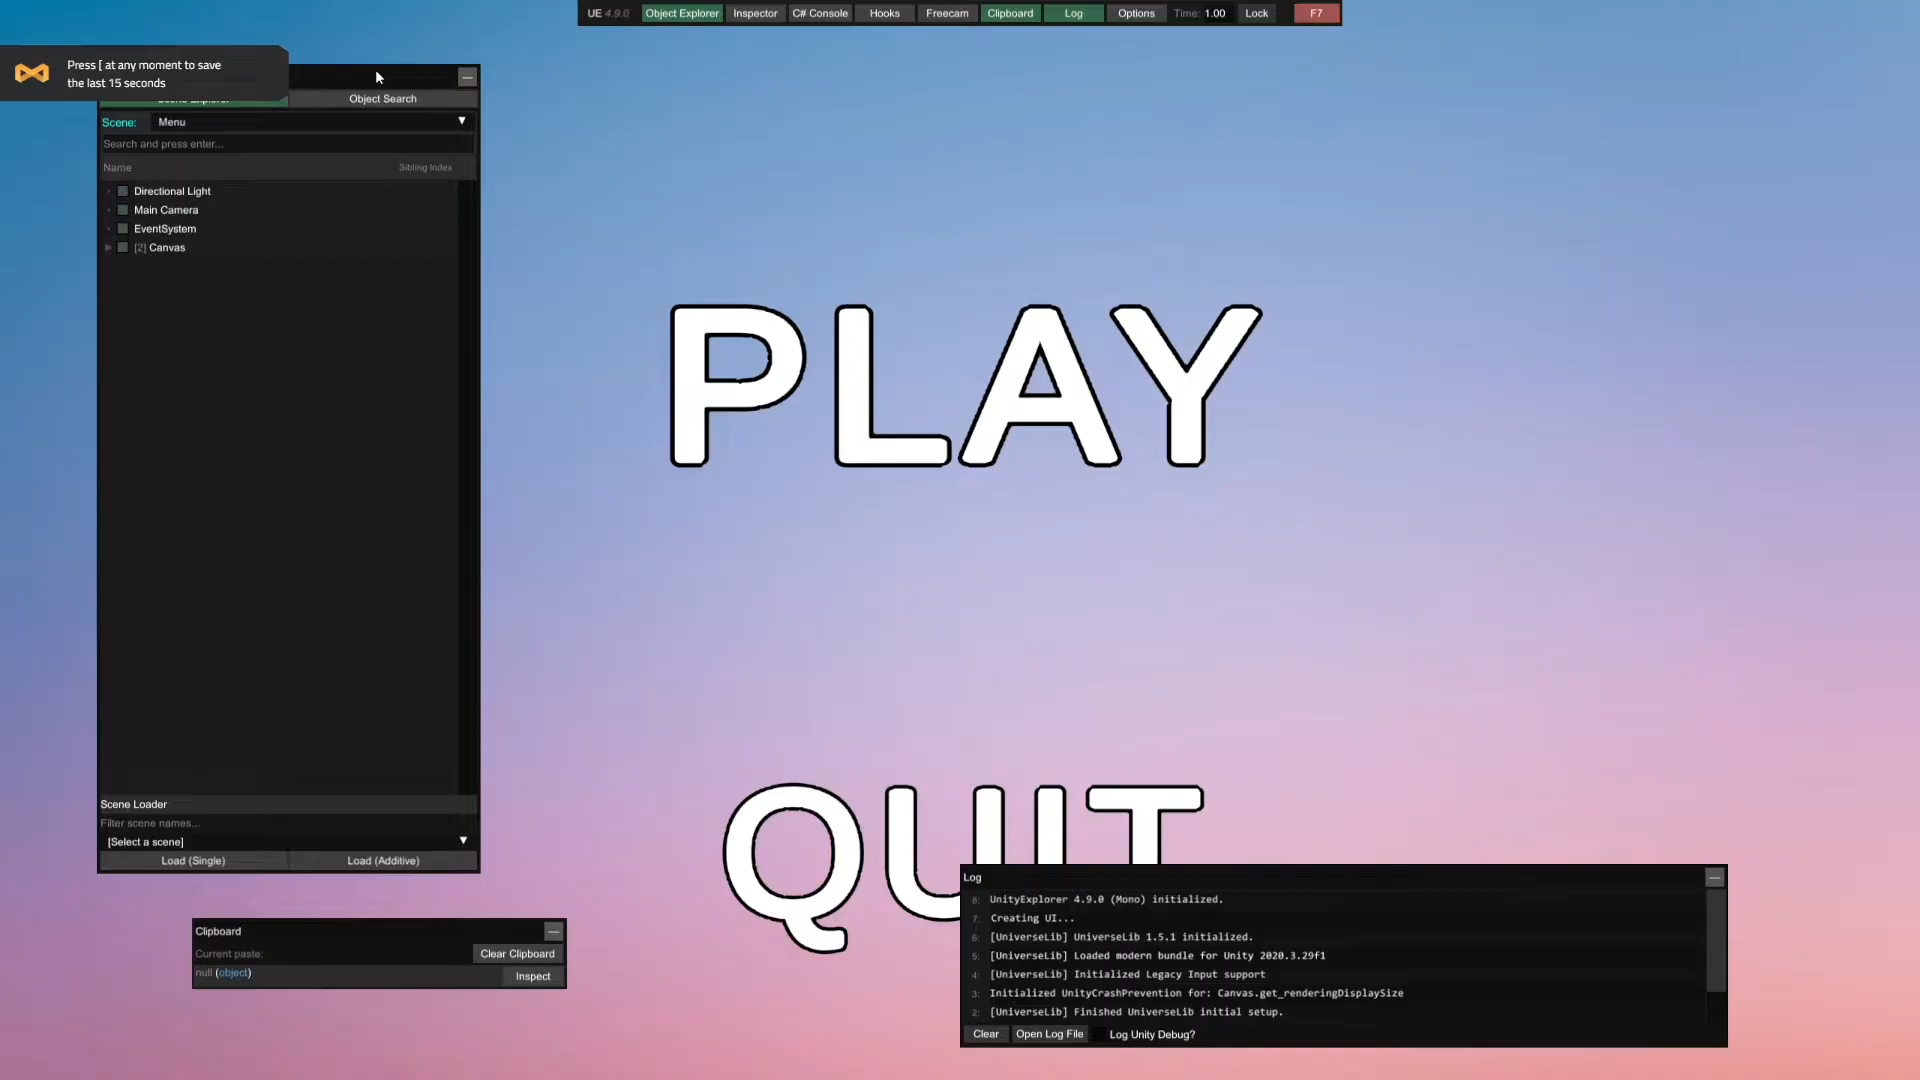 UE 4.9.0 Object Explorer Inspector C# Console Hooks Freecam Clipboard Log Options Time: 1.00 Lock F7
Press [ at any moment to save
the last 15 seconds
—
Object Search
Scene: Menu ▼
Search and press enter...
Name Sibling Index
Directional Light
Main Camera
EventSystem
► [2] Canvas
Scene Loader
Filter scene names...
[Select a scene] ▼
Load (Single) Load (Additive)
PLAY
QUIT
Clipboard —
Current paste: Clear Clipboard
null (object) Inspect
Log —
8: UnityExplorer 4.9.0 (Mono) initialized.
7: Creating UI...
6: [UniverseLib] UniverseLib 1.5.1 initialized.
5: [UniverseLib] Loaded modern bundle for Unity 2020.3.29f1
4: [UniverseLib] Initialized Legacy Input support
3: Initialized UnityCrashPrevention for: Canvas.get_renderingDisplaySize
2: [UniverseLib] Finished UniverseLib initial setup.
Clear Open Log File Log Unity Debug?